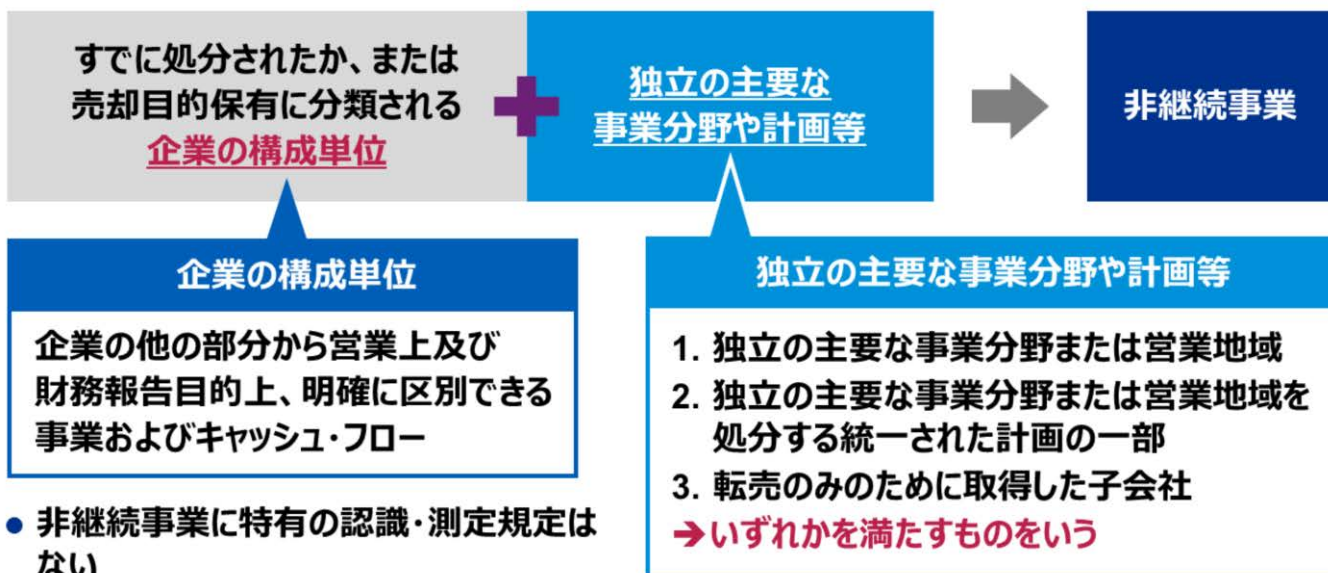 すでに処分されたか、または
売却目的保有に分類される
企業の構成単位
独立の主要な
事業分野や計画等
非継続事業
企業の構成単位
企業の他の部分から営業上及び
財務報告目的上、明確に区別できる
事業およびキャッシュ・フロー
● 非継続事業に特有の認識・測定規定は
ない
独立の主要な事業分野や計画等
1. 独立の主要な事業分野または営業地域
2. 独立の主要な事業分野または営業地域を
処分する統一された計画の一部
3. 転売のみのために取得した子会社
➔いずれかを満たすものをいう